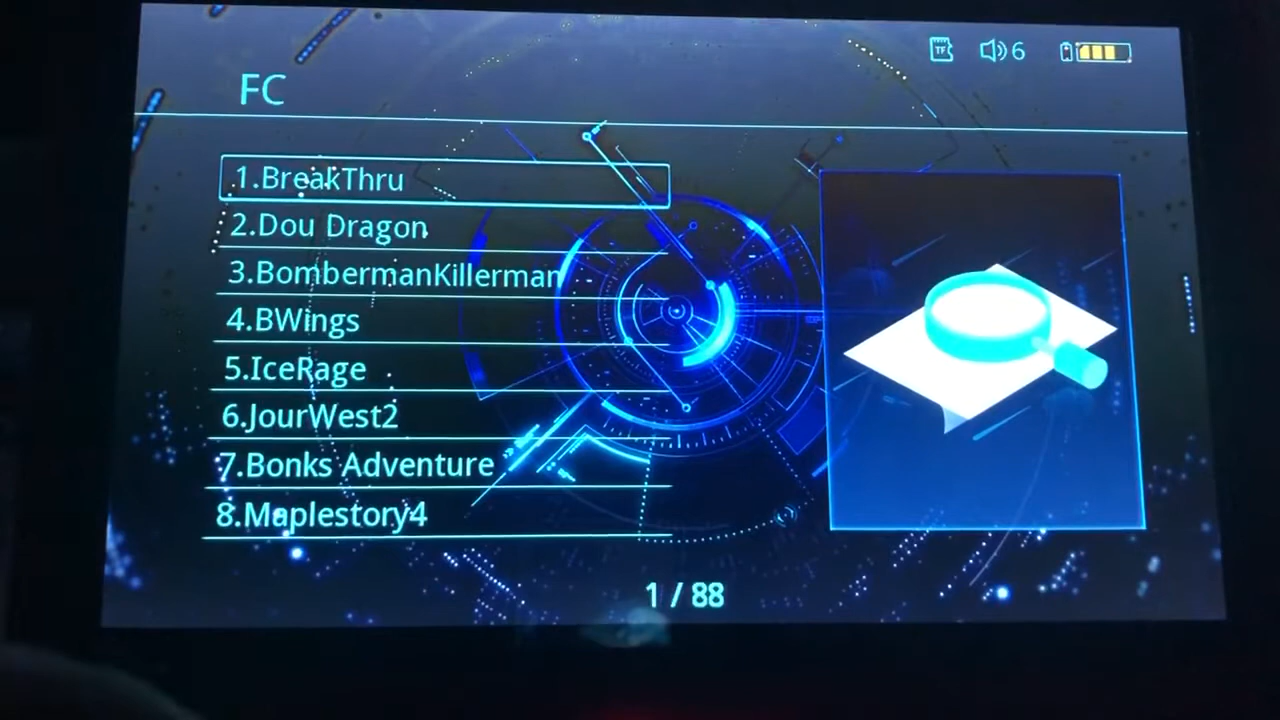 TF
6
FC
1.BreakThru
2.Dou Dragon
3.BombermanKillerman
4.BWings
5.IceRage
6.JourWest2
7.Bonks Adventure
8.Maplestory4
1 / 88